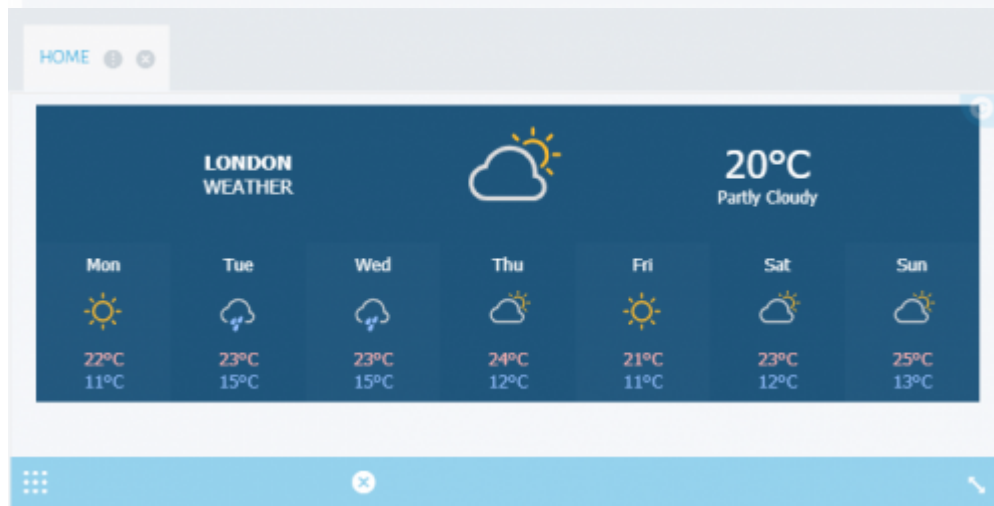 HOME
LONDON
WEATHER
20°C
Partly Cloudy
Mon Tue Wed Thu Fri Sat Sun
22°C 23°C 23°C 24°C 21°C 23°C 25°C
11°C 15°C 15°C 12°C 11°C 12°C 13°C